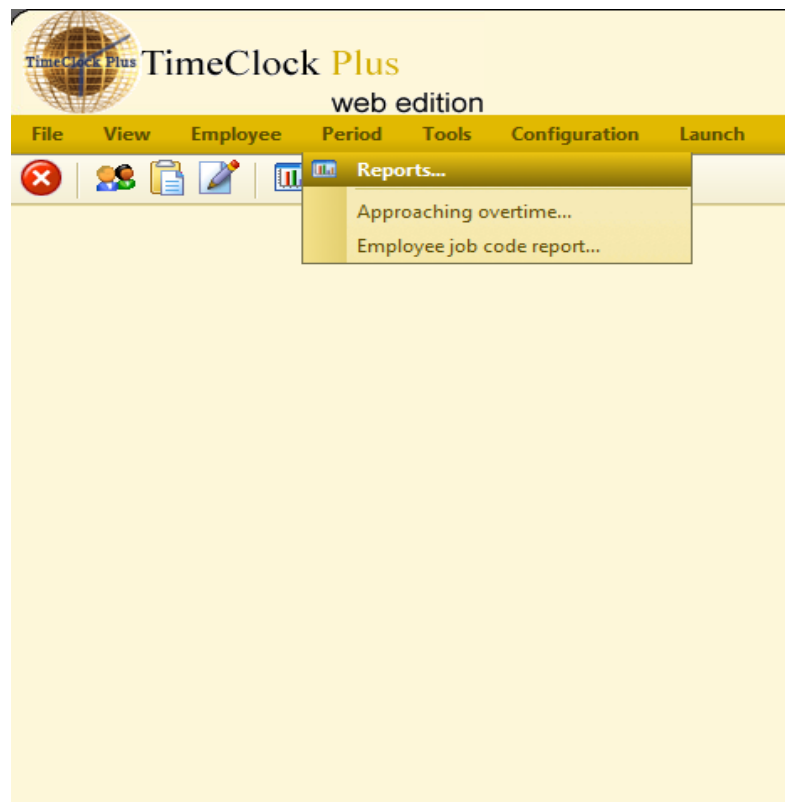 TimeClock Plus
TimeClock Plus
web edition
File View Employee Period Tools Configuration Launch
Reports...
Approaching overtime...
Employee job code report...